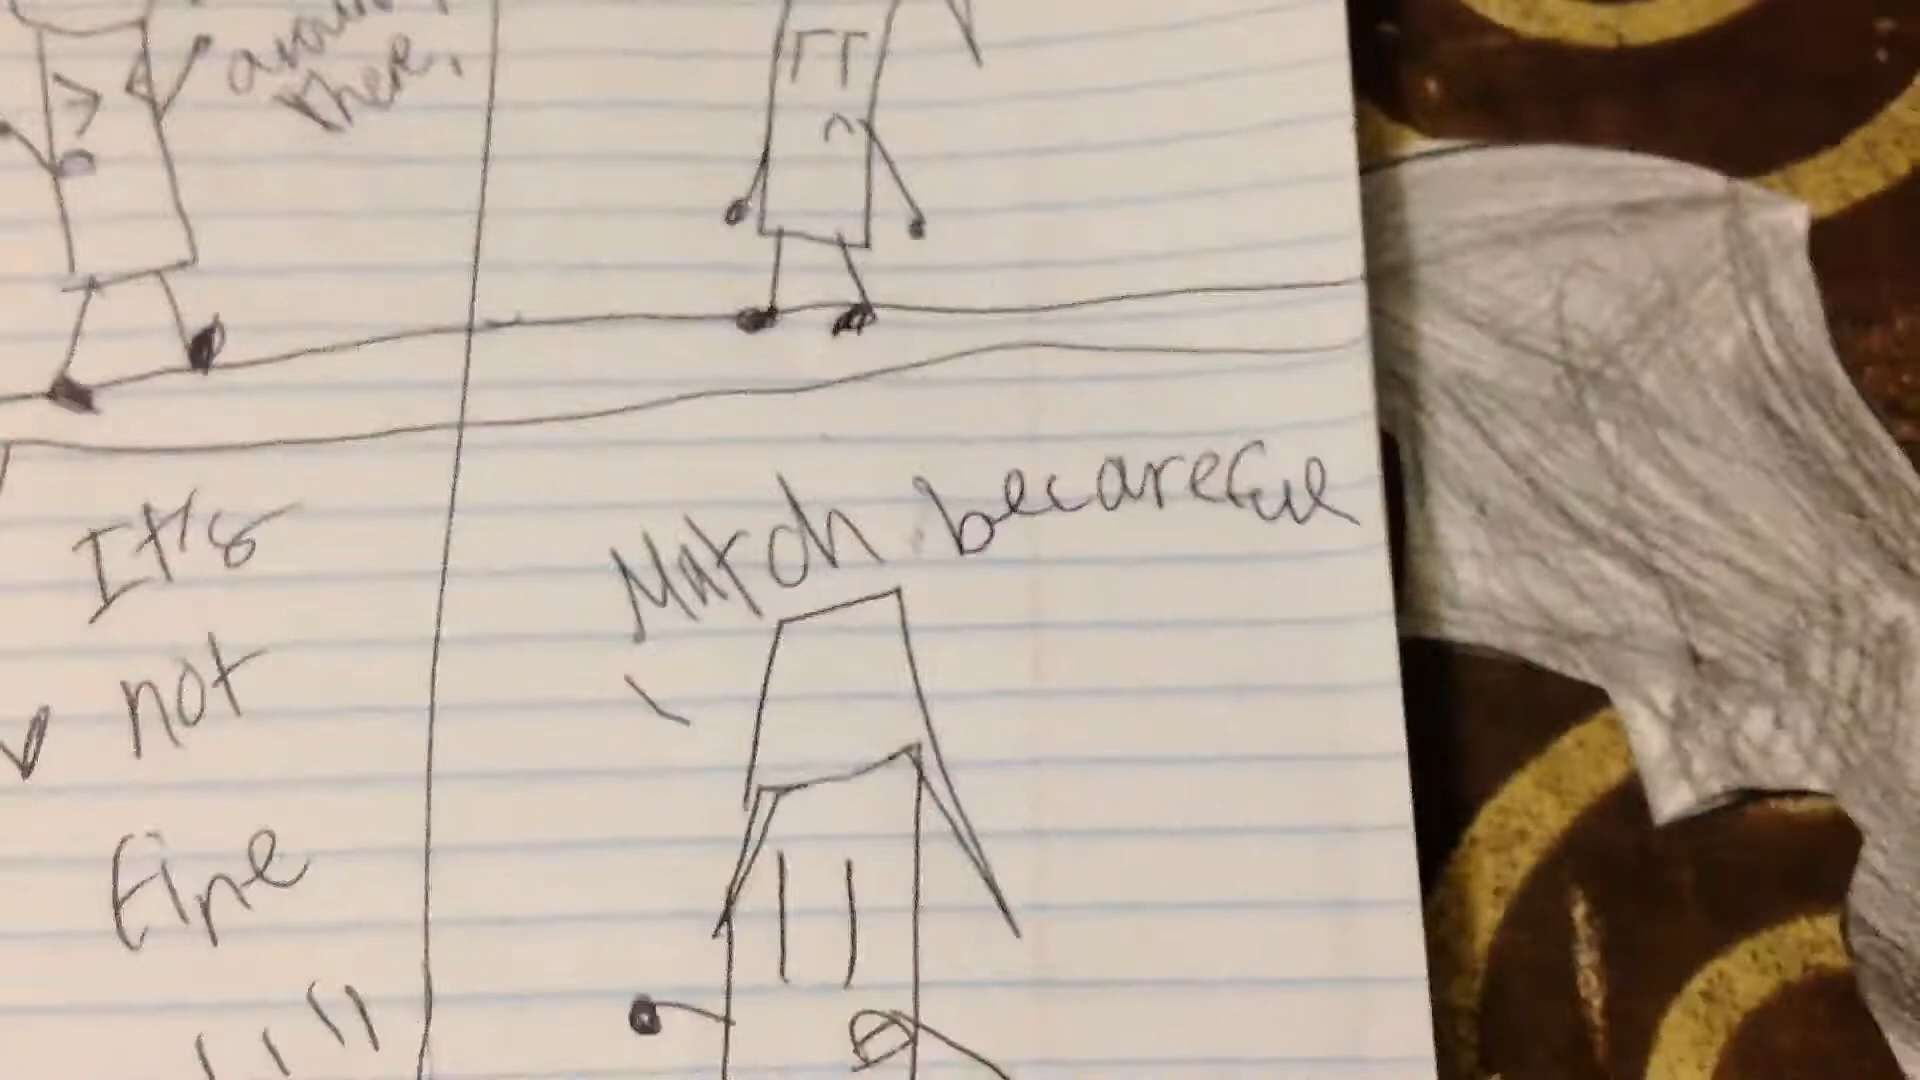 there,
It's
not
fine
Match becareful